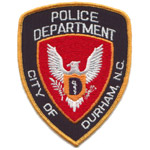 POLICE
DEPARTMENT
D
CITY OF
DURHAM, N.C.